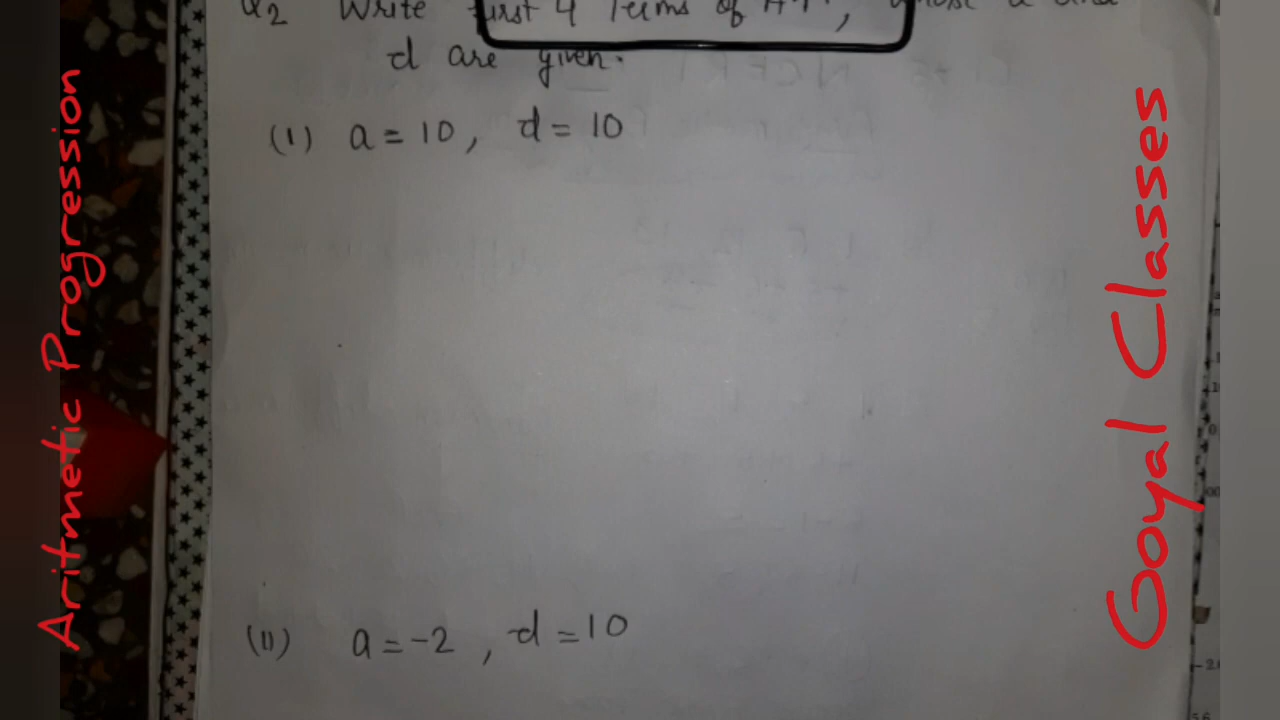 Q2 Write first 4 Terms of A.P., whose a and
d are given.
(I) a = 10, d = 10
(II) a = -2, d = 10
Aritmetic Progression
Goyal Classes